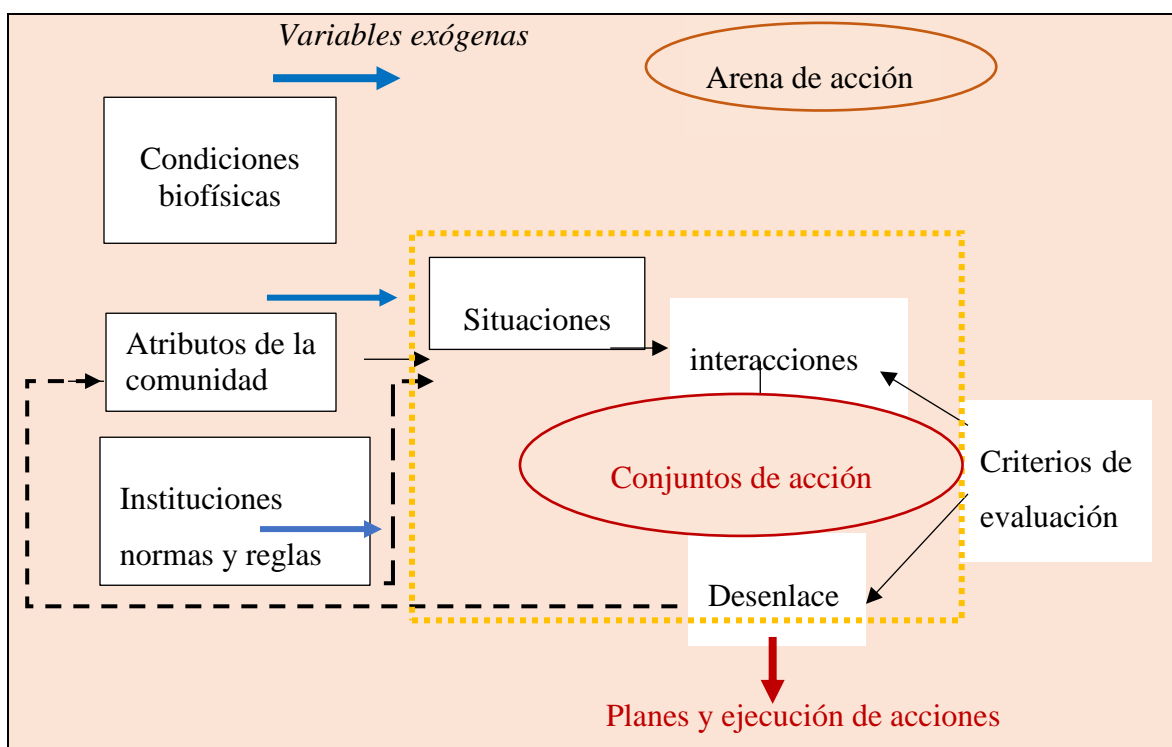 Variables exógenas
Arena de acción
Condiciones
biofísicas
Situaciones
Atributos de la
comunidad
interacciones
Conjuntos de acción
Criterios de
evaluación
Instituciones
normas y reglas
Desenlace
Planes y ejecución de acciones